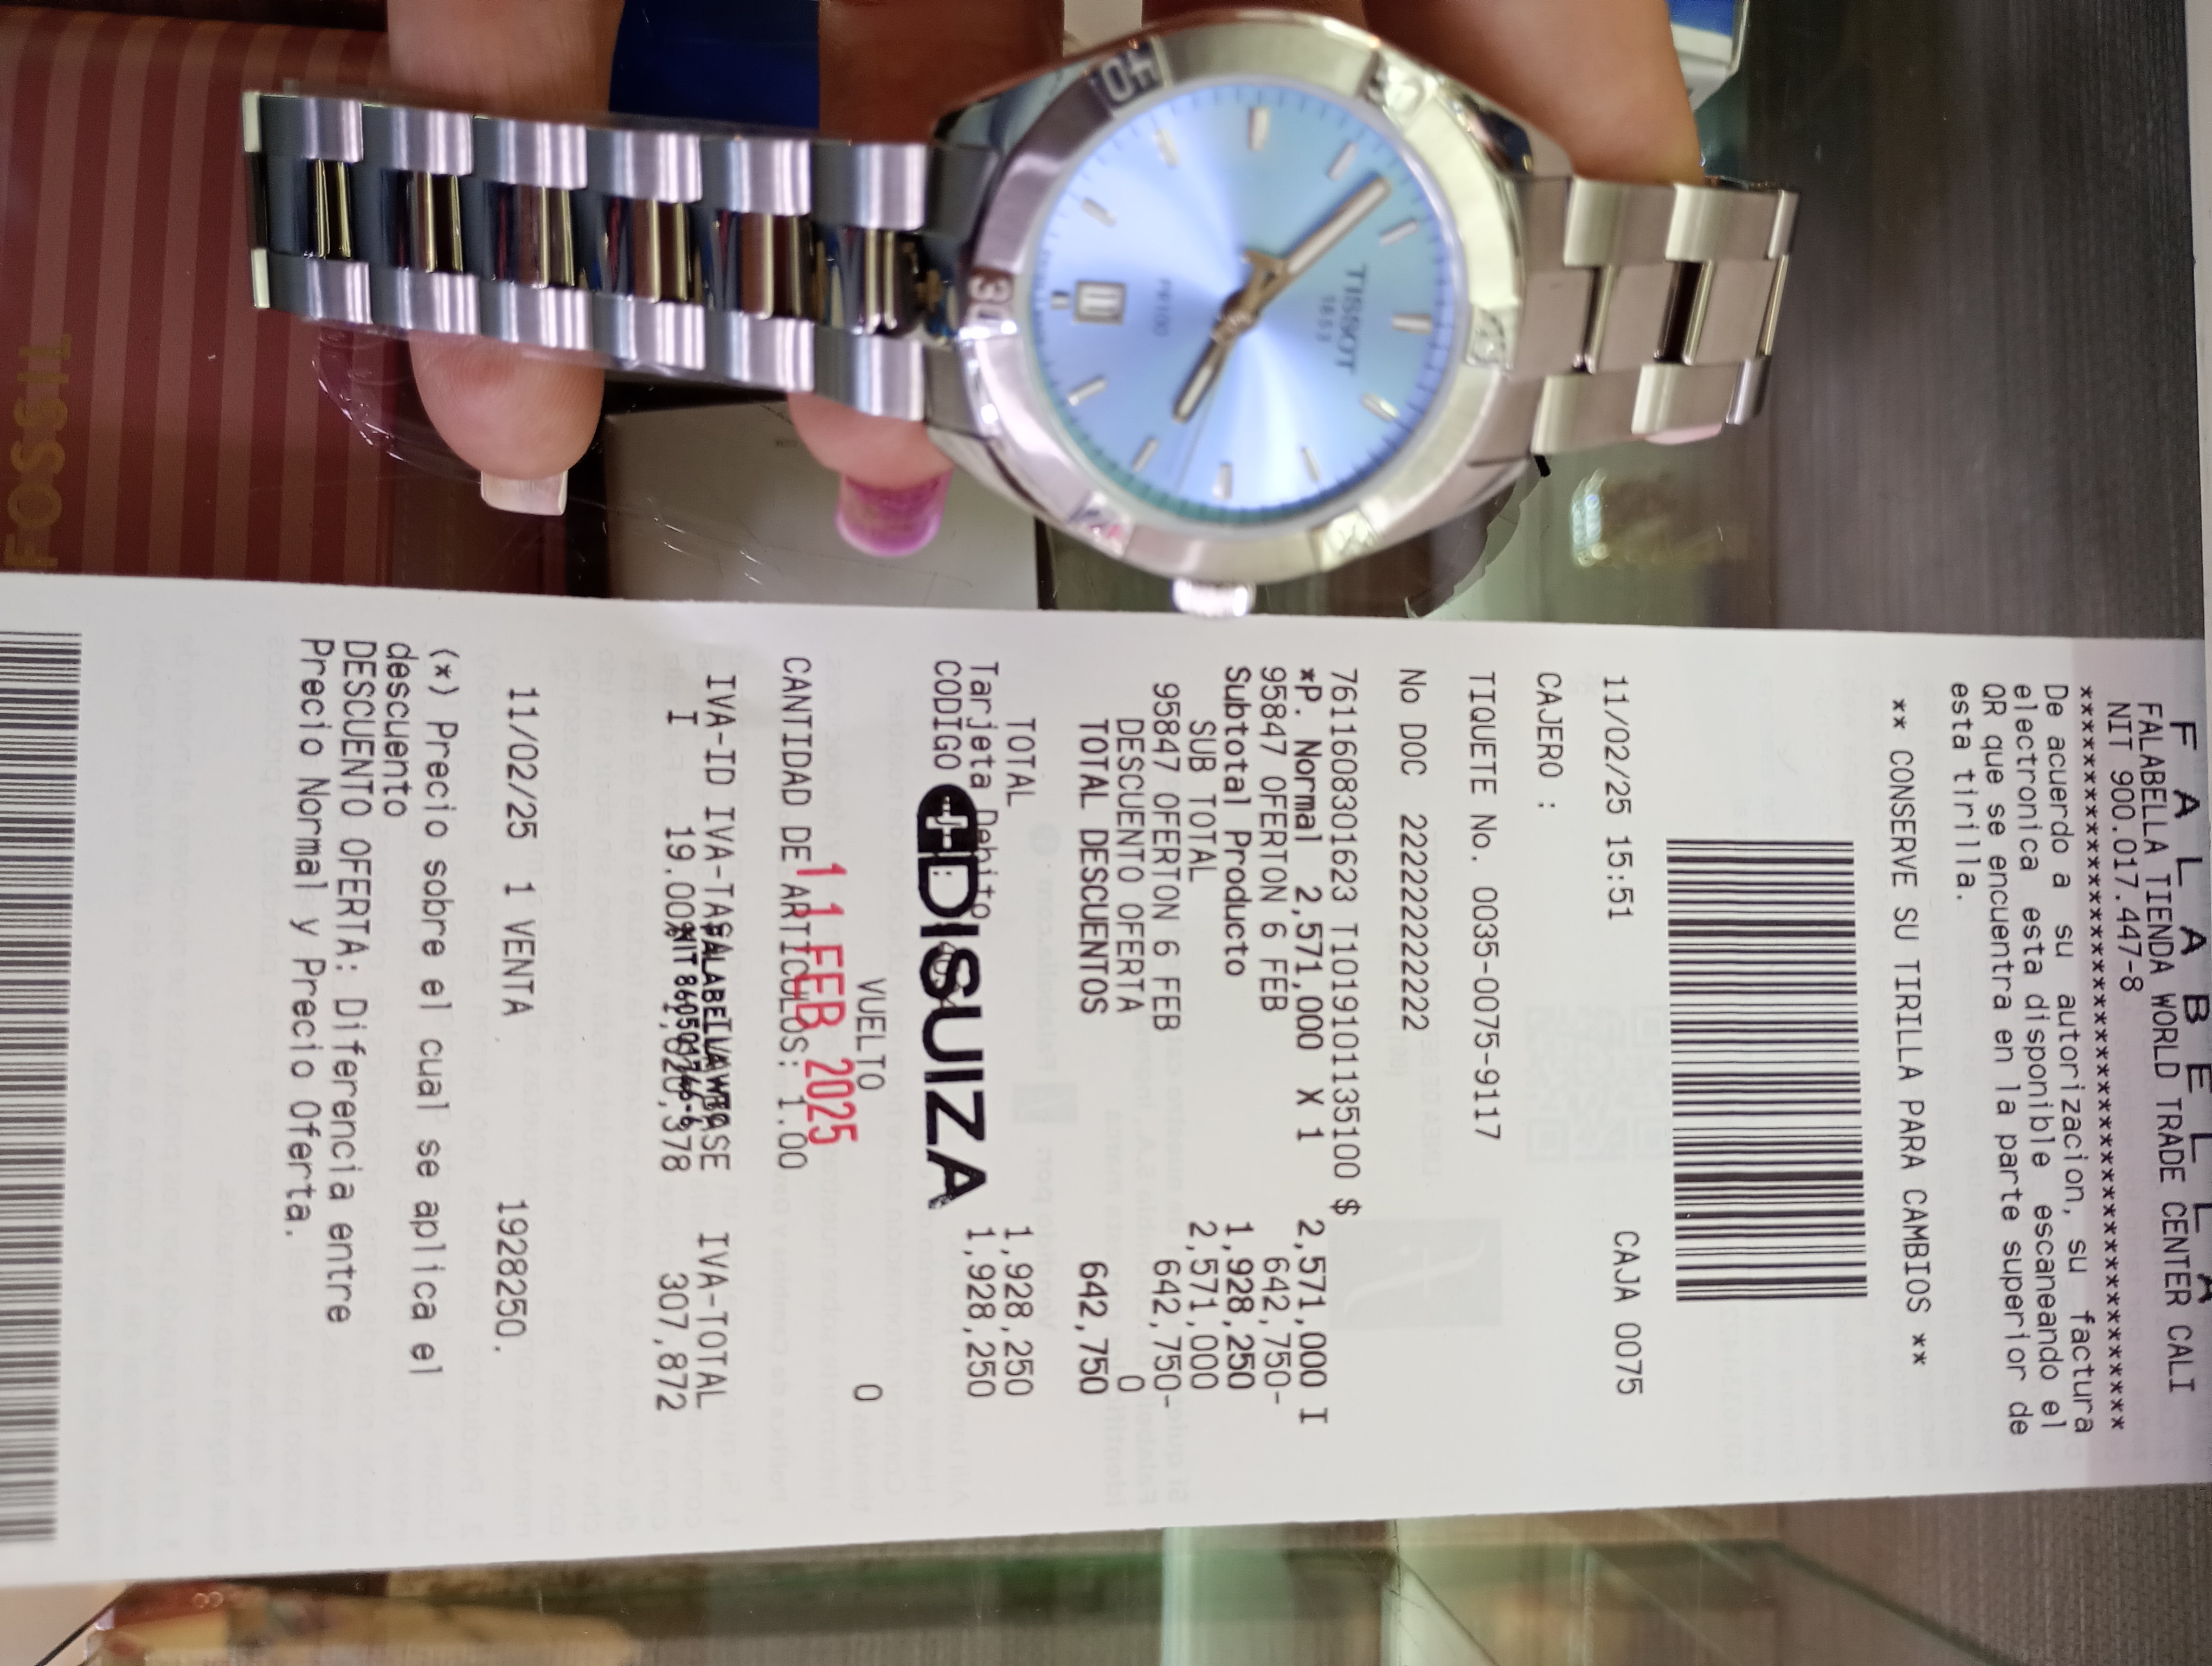 TISSOT
1853
PR100
30
40
FOSSIL
F A L A B E L L A
FALABELLA TIENDA WORLD TRADE CENTER CALI
NIT 900.017.447-8
De acuerdo a su autorizacion, su factura
electronica esta disponible escaneando el
QR que se encuentra en la parte superior de
esta tirilla.
** CONSERVE SU TIRILLA PARA CAMBIOS **
11/02/25 15:51 CAJA 0075
CAJERO :
TIQUETE No. 0035-0075-9117
No DOC 222222222222
7611608301623 T1019101135100 $ 2,571,000 I
*P. Normal 2,571,000 X 1
95847 OFERTON 6 FEB 642,750-
Subtotal Producto 1,928,250
SUB TOTAL 2,571,000
95847 OFERTON 6 FEB 642,750-
DESCUENTO OFERTA 0
TOTAL DESCUENTOS 642,750
TOTAL 1,928,250
Tarjeta Debito 1,928,250
CODIGO
DISUIZA
VUELTO 0
11 FEB 2025
CANTIDAD DE ARTICULOS: 1.00
IVA-ID IVA-TASA IVA-BASE IVA-TOTAL
I 19.00% 1,620,378 307,872
11/02/25 1 VENTA 1928250.
(*) Precio sobre el cual se aplica el
descuento
DESCUENTO OFERTA: Diferencia entre
Precio Normal y Precio Oferta.